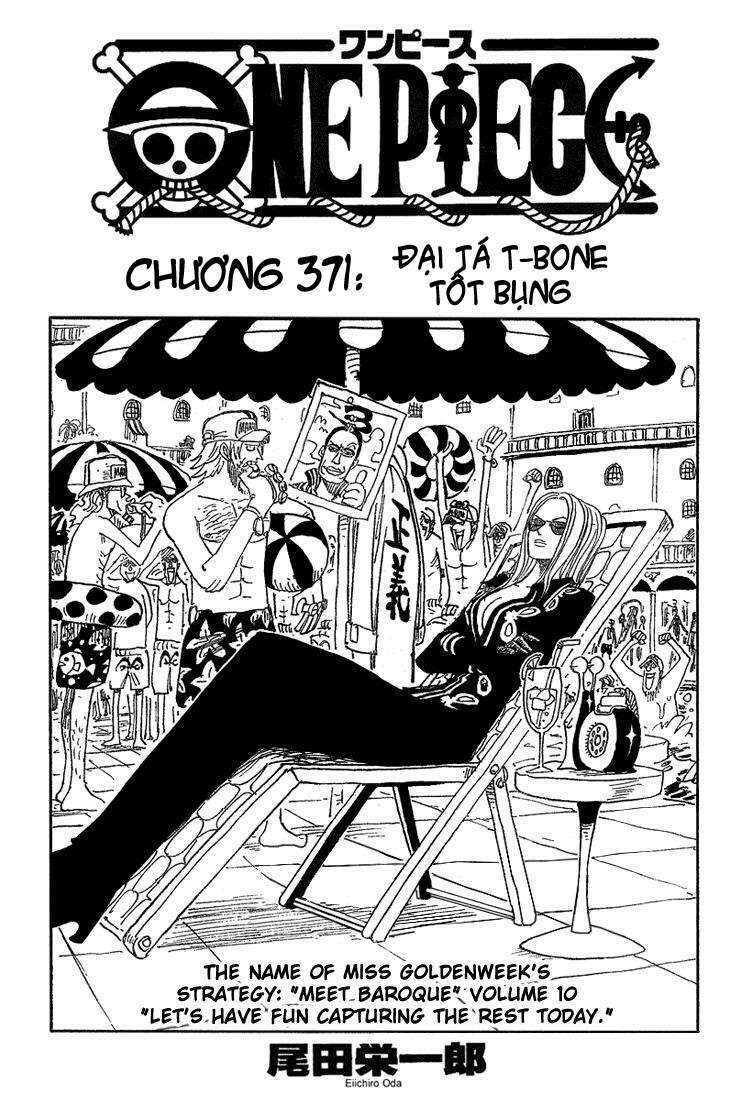 ワンピース
ONE PIECE
CHƯƠNG 371:
ĐẠI TÁ T-BONE
TỐT BỤNG
THE NAME OF MISS GOLDENWEEK'S
STRATEGY: "MEET BAROQUE" VOLUME 10
"LET'S HAVE FUN CAPTURING THE REST TODAY."
尾田栄一郎
Eiichiro Oda